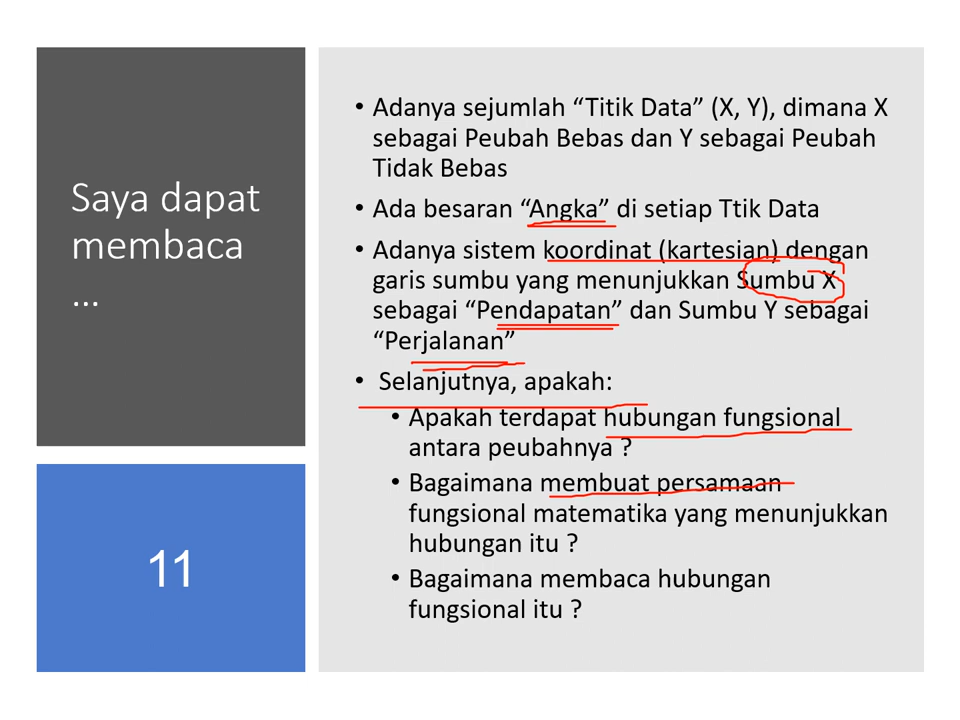 Saya dapat
membaca
...
11
• Adanya sejumlah “Titik Data” (X, Y), dimana X
sebagai Peubah Bebas dan Y sebagai Peubah
Tidak Bebas
• Ada besaran “Angka” di setiap Ttik Data
• Adanya sistem koordinat (kartesian) dengan
garis sumbu yang menunjukkan Sumbu X
sebagai “Pendapatan” dan Sumbu Y sebagai
“Perjalanan”
• Selanjutnya, apakah:
• Apakah terdapat hubungan fungsional
antara peubahnya ?
• Bagaimana membuat persamaan
fungsional matematika yang menunjukkan
hubungan itu ?
• Bagaimana membaca hubungan
fungsional itu ?